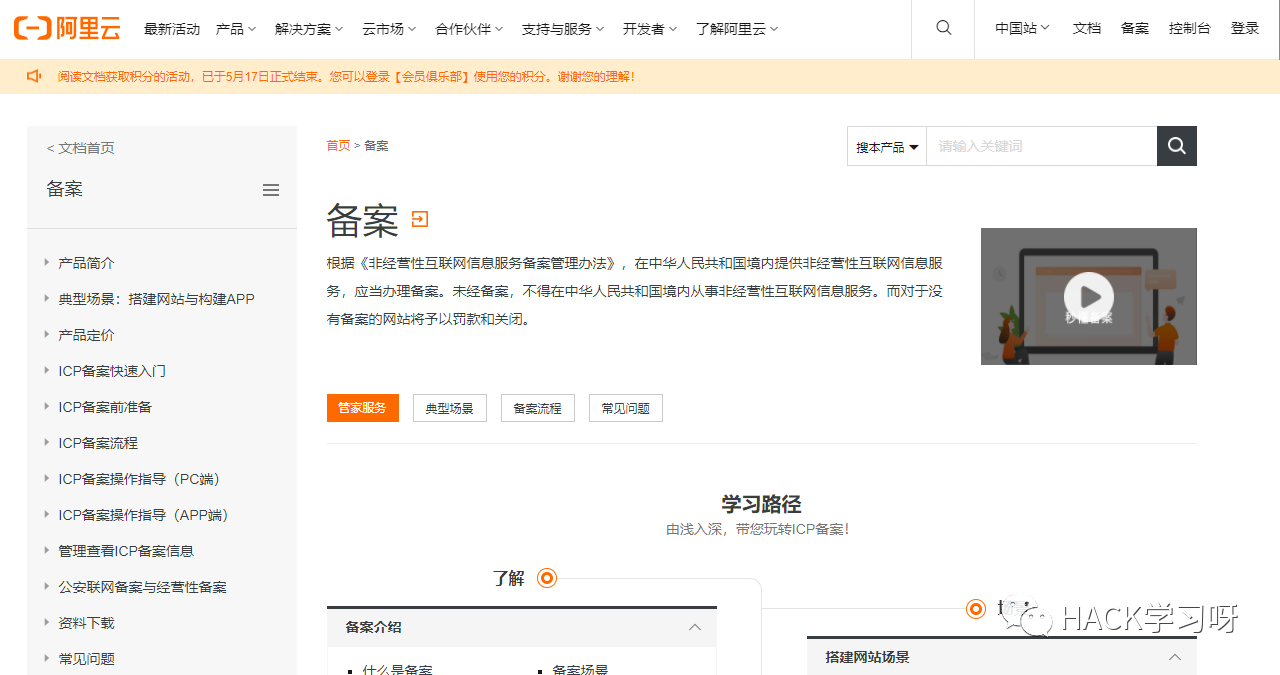 阿里云 最新活动 产品 解决方案 云市场 合作伙伴 支持与服务 开发者 了解阿里云 中国站 文档 备案 控制台 登录
阅读文档获取积分的活动，已于5月17日正式结束。您可以登录【会员俱乐部】使用您的积分。谢谢您的理解！
< 文档首页
备案
产品简介
典型场景：搭建网站与构建APP
产品定价
ICP备案快速入门
ICP备案前准备
ICP备案流程
ICP备案操作指导（PC端）
ICP备案操作指导（APP端）
管理查看ICP备案信息
公安联网备案与经营性备案
资料下载
常见问题
首页 > 备案
搜本产品 请输入关键词
备案
根据《非经营性互联网信息服务备案管理办法》，在中华人民共和国境内提供非经营性互联网信息服
务，应当办理备案。未经备案，不得在中华人民共和国境内从事非经营性互联网信息服务。而对于没
有备案的网站将予以罚款和关闭。
秒懂备案
管家服务 典型场景 备案流程 常见问题
学习路径
由浅入深，带您玩转ICP备案！
了解
备案介绍
什么是备案 备案场景
搭建网站场景
HACK学习呀